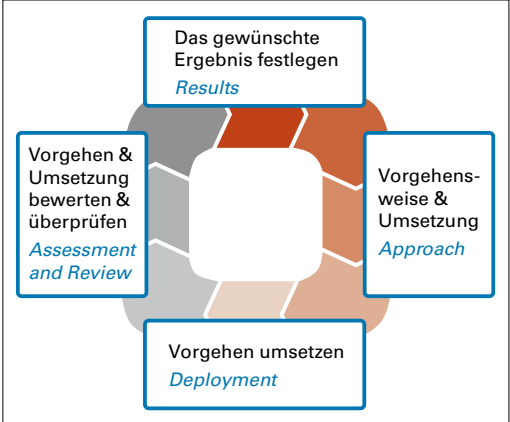 Das gewünschte
Ergebnis festlegen
Results
Vorgehen &
Umsetzung
bewerten &
überprüfen
Assessment
and Review
Vorgehens-
weise &
Umsetzung
Approach
Vorgehen umsetzen
Deployment